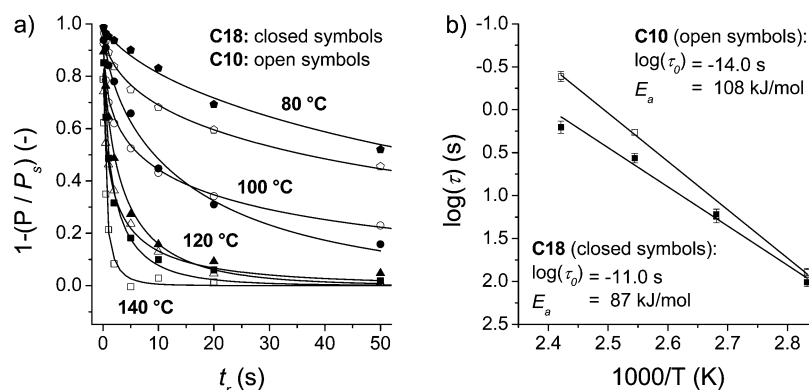 a)
C18: closed symbols
C10: open symbols
80 °C
100 °C
120 °C
140 °C
1-(P / Pₛ) (-)
1.0
0.8
0.6
0.4
0.2
0.0
0 10 20 30 40 50
tᵣ (s)
b)
C10 (open symbols):
log(τ₀) = -14.0 s
Eₐ = 108 kJ/mol
C18 (closed symbols):
log(τ₀) = -11.0 s
Eₐ = 87 kJ/mol
log(τ) (s)
-1.0
-0.5
0.0
0.5
1.0
1.5
2.0
2.5
2.4 2.5 2.6 2.7 2.8
1000/T (K)